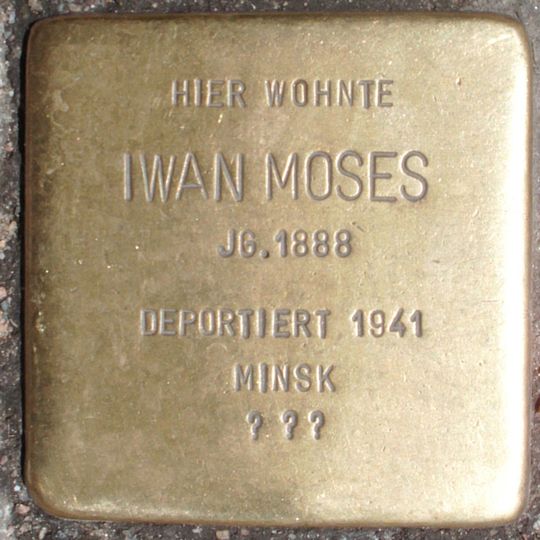 HIER WOHNTE
IWAN MOSES
JG. 1888
DEPORTIERT 1941
MINSK
? ? ?